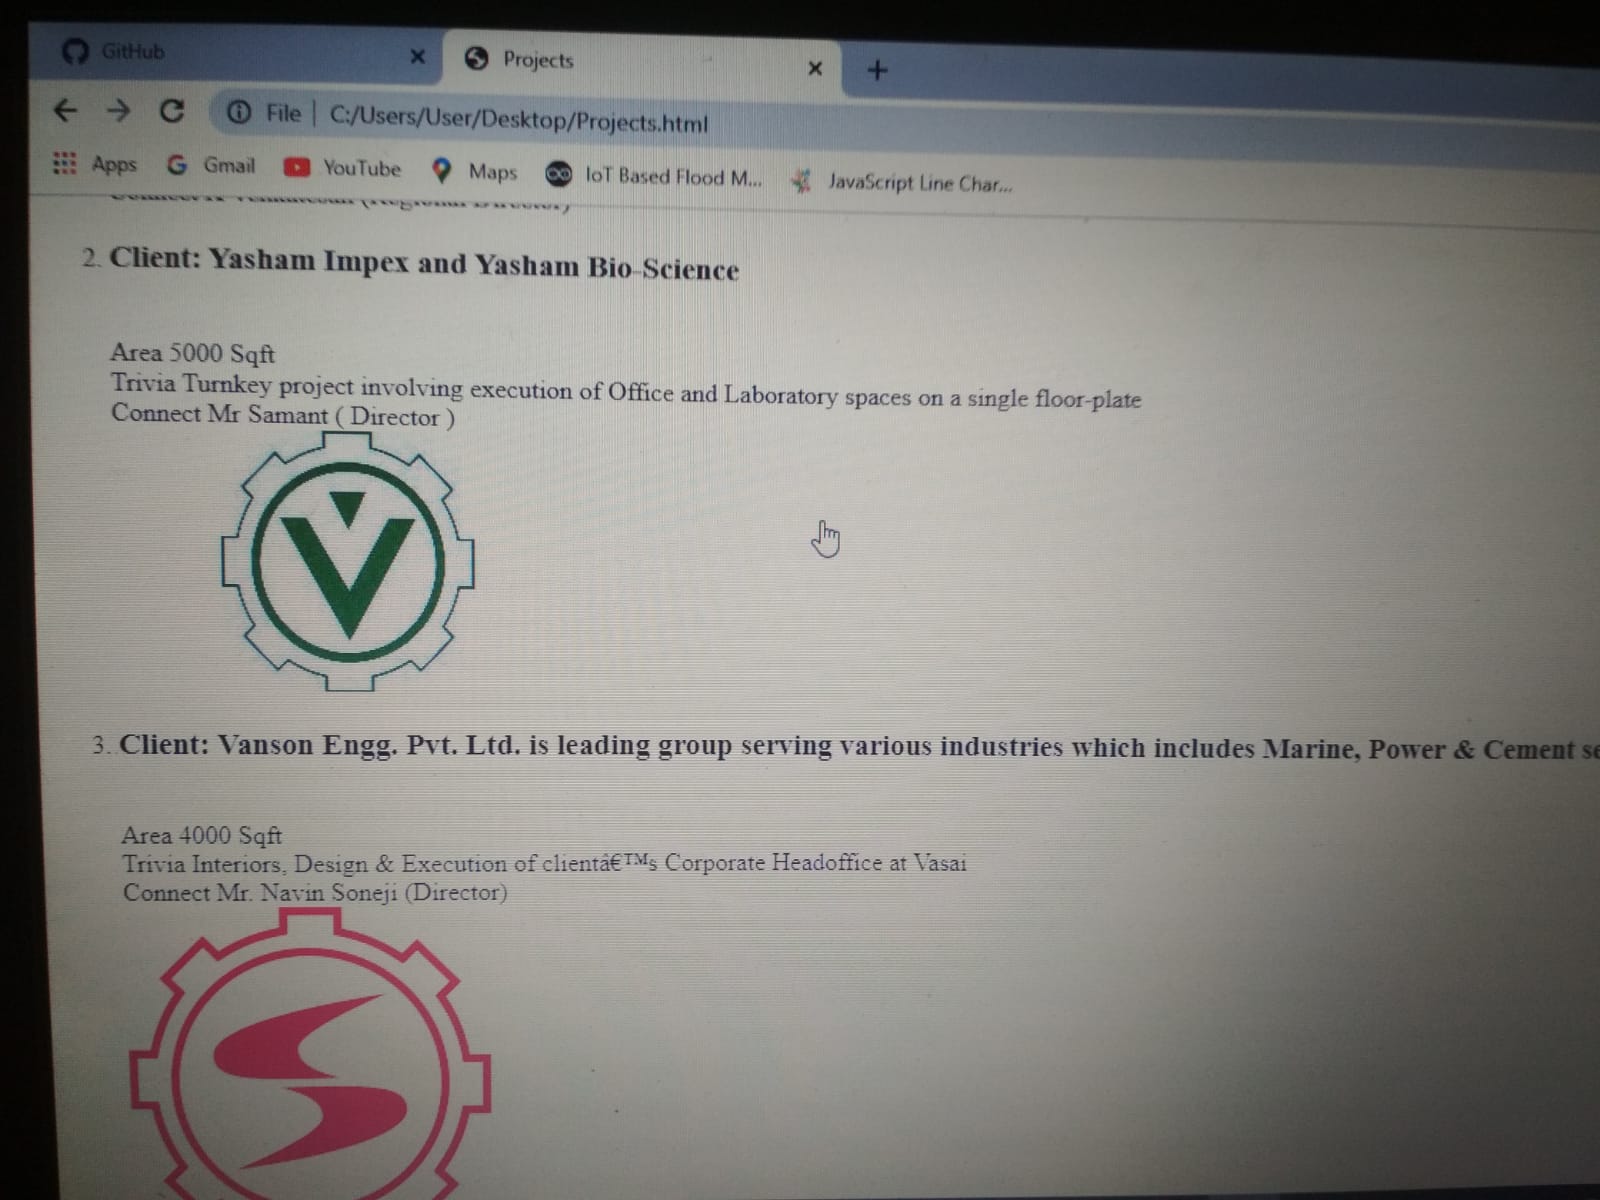 GitHub
Projects
File | C:/Users/User/Desktop/Projects.html
Apps Gmail YouTube Maps IoT Based Flood M... JavaScript Line Char...
2. Client: Yasham Impex and Yasham Bio-Science
Area 5000 Sqft
Trivia Turnkey project involving execution of Office and Laboratory spaces on a single floor-plate
Connect Mr Samant ( Director )
3. Client: Vanson Engg. Pvt. Ltd. is leading group serving various industries which includes Marine, Power & Cement se
Area 4000 Sqft
Trivia Interiors, Design & Execution of clientâ€™s Corporate Headoffice at Vasai
Connect Mr. Navin Soneji (Director)